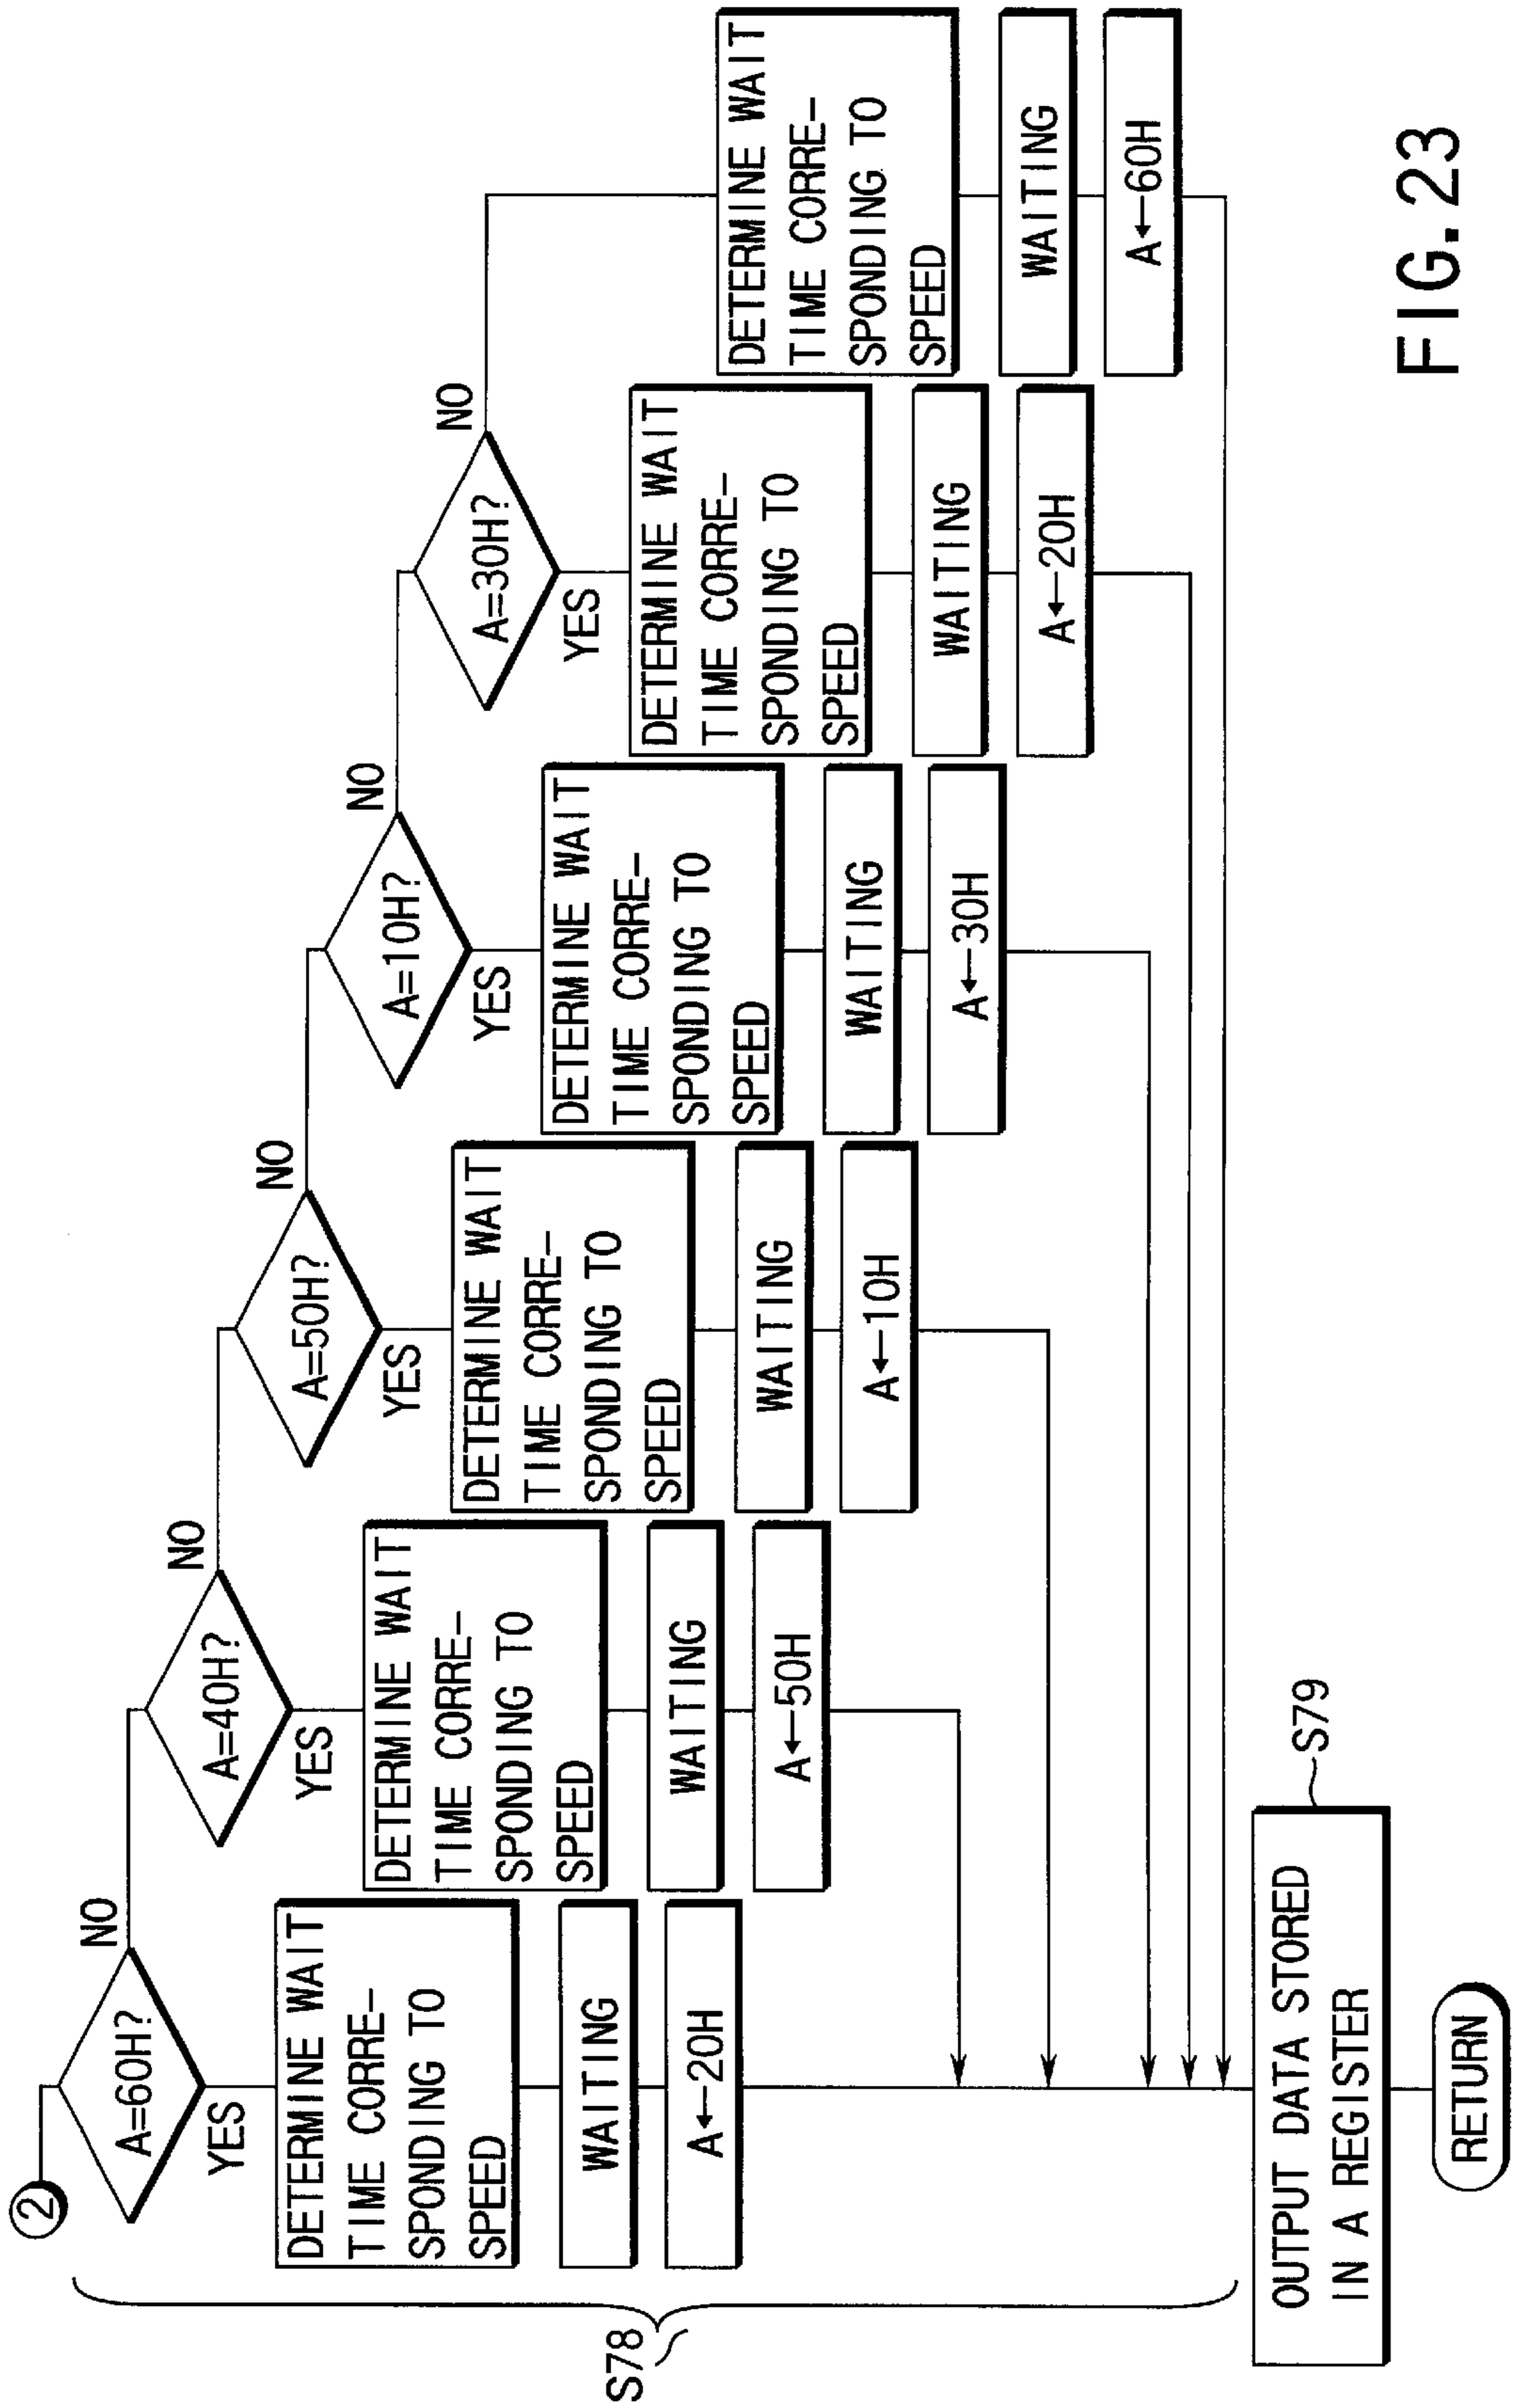 2
A=60H?
NO
YES
DETERMINE WAIT
TIME CORRE-
SPONDING TO
SPEED
WAITING
A←20H
A=40H?
NO
YES
DETERMINE WAIT
TIME CORRE-
SPONDING TO
SPEED
WAITING
A←50H
A=50H?
NO
YES
DETERMINE WAIT
TIME CORRE-
SPONDING TO
SPEED
WAITING
A←10H
A=10H?
NO
YES
DETERMINE WAIT
TIME CORRE-
SPONDING TO
SPEED
WAITING
A←30H
A=30H?
NO
YES
DETERMINE WAIT
TIME CORRE-
SPONDING TO
SPEED
WAITING
A←20H
DETERMINE WAIT
TIME CORRE-
SPONDING TO
SPEED
WAITING
A←60H
S78
OUTPUT DATA STORED
IN A REGISTER
S79
RETURN
FIG.23